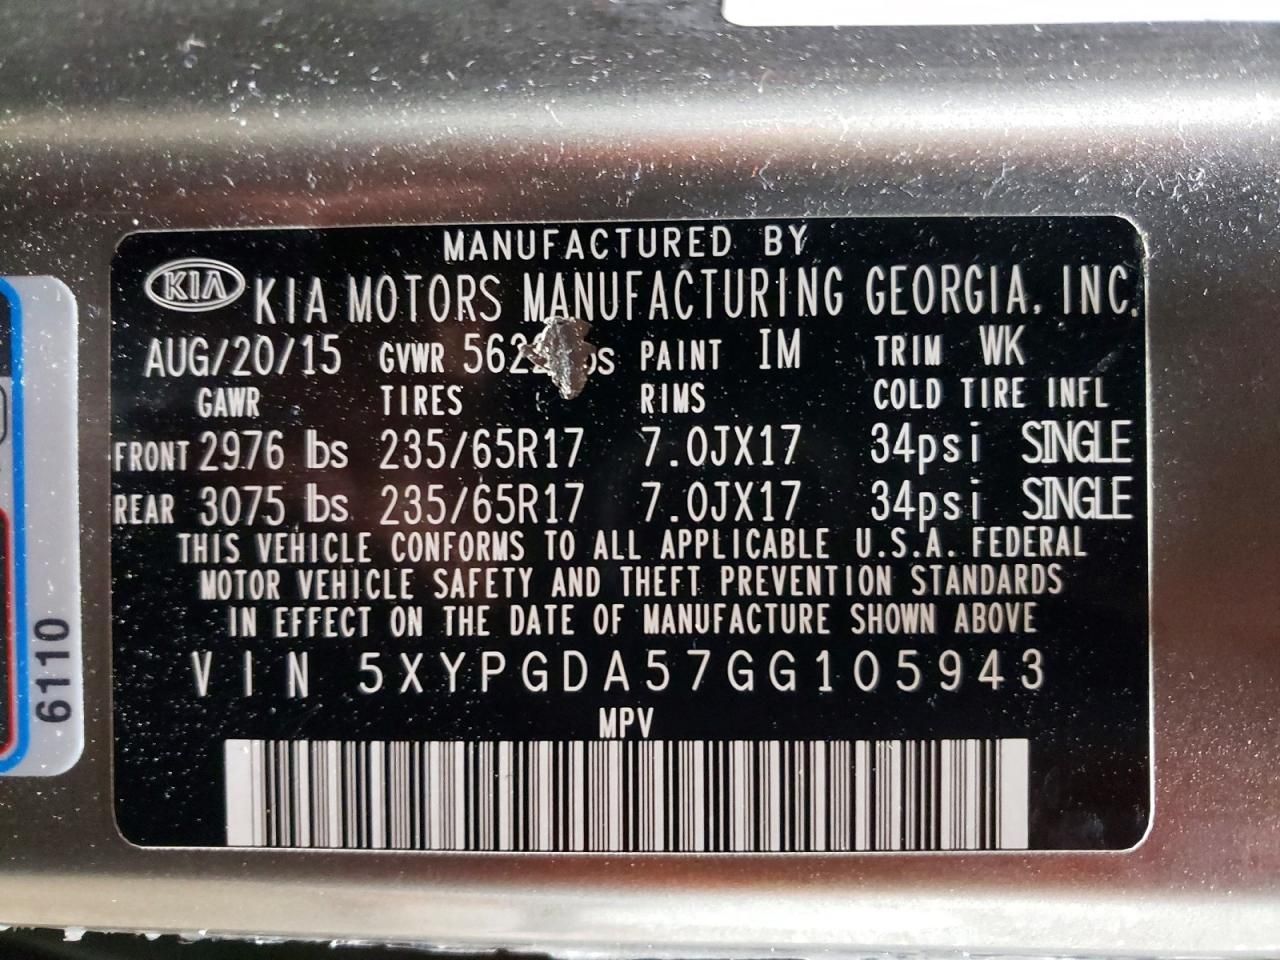 MANUFACTURED BY
KIA KIA MOTORS MANUFACTURING GEORGIA, INC.
AUG/20/15 GVWR PAINT IM TRIM WK
GAWR TIRES RIMS COLD TIRE INFL
FRONT 2976 lbs 235/65R17 7.0JX17 34psi SINGLE
REAR 3075 lbs 235/65R17 7.0JX17 34psi SINGLE
THIS VEHICLE CONFORMS TO ALL APPLICABLE U.S.A. FEDERAL
MOTOR VEHICLE SAFETY AND THEFT PREVENTION STANDARDS
IN EFFECT ON THE DATE OF MANUFACTURE SHOWN ABOVE
VIN 5XYPGDA57GG105943
MPV
6110